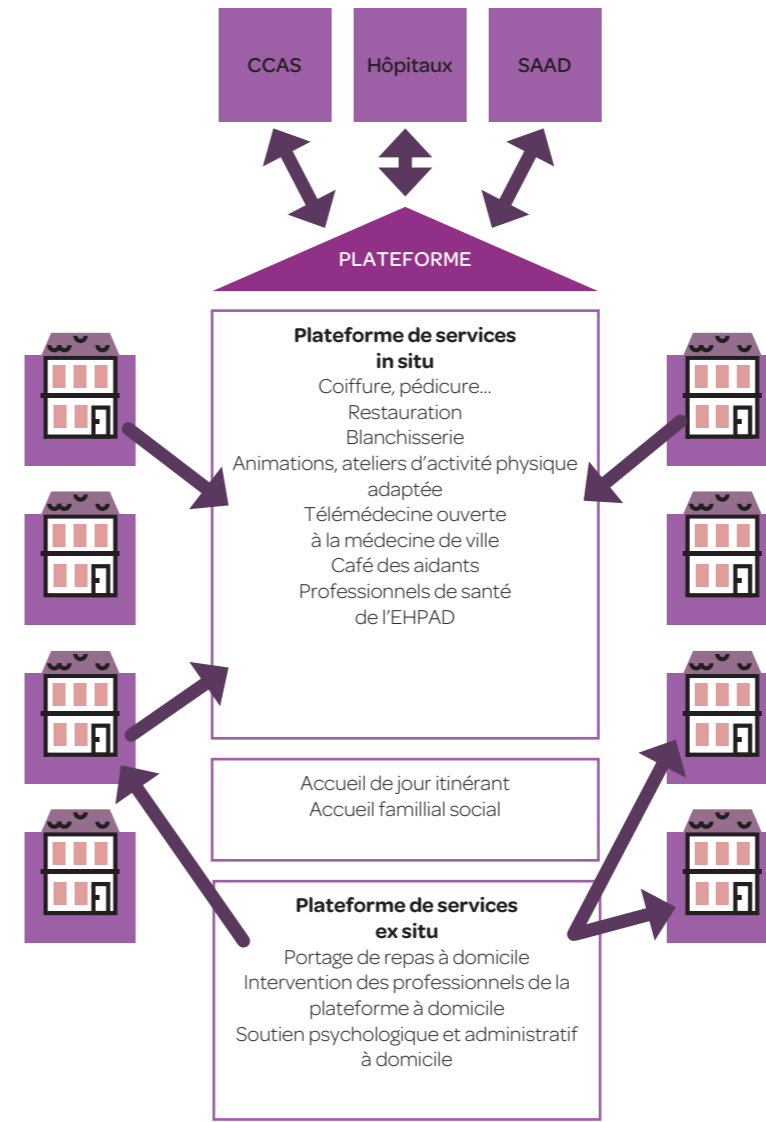 CCAS
Hôpitaux
SAAD
PLATEFORME
Plateforme de services
in situ
Coiffure, pédicure...
Restauration
Blanchisserie
Animations, ateliers d'activité physique
adaptée
Télémédecine ouverte
à la médecine de ville
Café des aidants
Professionnels de santé
de l'EHPAD
Accueil de jour itinérant
Accueil famillial social
Plateforme de services
ex situ
Portage de repas à domicile
Intervention des professionnels de la
plateforme à domicile
Soutien psychologique et administratif
à domicile